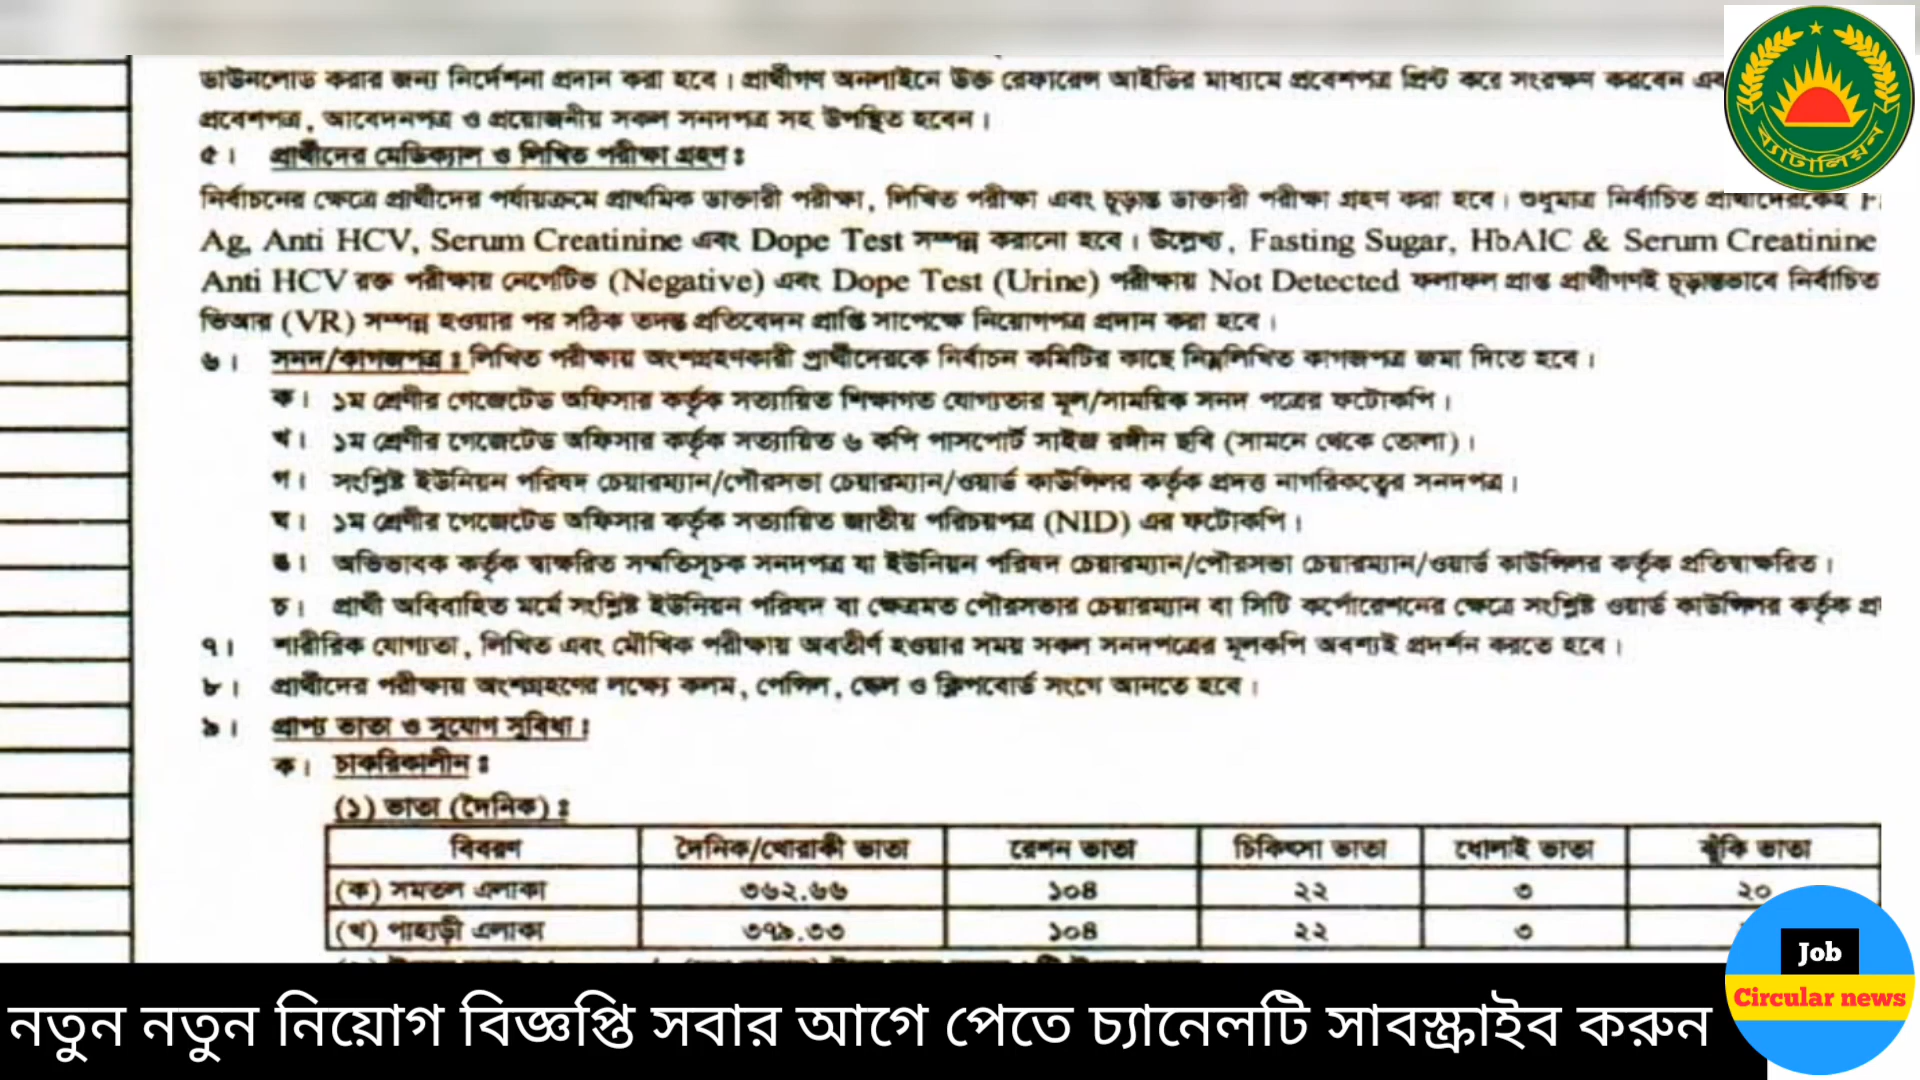 ডাউনলোড করার জন্য নির্দেশনা প্রদান করা হবে। প্রার্থীগণ অনলাইনে উক্ত রেফারেন্স আইডির মাধ্যমে প্রবেশপত্র প্রিন্ট করে সংরক্ষণ করবেন এবং
প্রবেশপত্র, আবেদনপত্র ও প্রয়োজনীয় সকল সনদপত্র সহ উপস্থিত হবেন।
৫। প্রার্থীদের মেডিক্যাল ও লিখিত পরীক্ষা গ্রহণ ঃ
নির্বাচনের ক্ষেত্রে প্রার্থীদের পর্যায়ক্রমে প্রাথমিক ডাক্তারী পরীক্ষা, লিখিত পরীক্ষা এবং চূড়ান্ত ডাক্তারী পরীক্ষা গ্রহণ করা হবে। শুধুমাত্র নির্বাচিত প্রার্থীদেরকেই
Ag, Anti HCV, Serum Creatinine এবং Dope Test সম্পন্ন করানো হবে। উল্লেখ্য, Fasting Sugar, HbAlC & Serum Creatinine
Anti HCV রক্ত পরীক্ষায় নেগেটিভ (Negative) এবং Dope Test (Urine) পরীক্ষায় Not Detected ফলাফল প্রাপ্ত প্রার্থীগণই চূড়ান্তভাবে নির্বাচিত
ভিআর (VR) সম্পন্ন হওয়ার পর সঠিক তদন্ত প্রতিবেদন প্রাপ্তি সাপেক্ষে নিয়োগপত্র প্রদান করা হবে।
৬। সনদ/কাগজপত্র ঃ লিখিত পরীক্ষায় অংশগ্রহণকারী প্রার্থীদেরকে নির্বাচন কমিটির কাছে নিম্নলিখিত কাগজপত্র জমা দিতে হবে।
ক। ১ম শ্রেণীর গেজেটেড অফিসার কর্তৃক সত্যায়িত শিক্ষাগত যোগ্যতার মূল/সাময়িক সনদ পত্রের ফটোকপি।
খ। ১ম শ্রেণীর গেজেটেড অফিসার কর্তৃক সত্যায়িত ৬ কপি পাসপোর্ট সাইজ রঙ্গীন ছবি (সামনে থেকে তোলা)।
গ। সংশ্লিষ্ট ইউনিয়ন পরিষদ চেয়ারম্যান/পৌরসভা চেয়ারম্যান/ওয়ার্ড কাউন্সিলর কর্তৃক প্রদত্ত নাগরিকত্বের সনদপত্র।
ঘ। ১ম শ্রেণীর গেজেটেড অফিসার কর্তৃক সত্যায়িত জাতীয় পরিচয়পত্র (NID) এর ফটোকপি।
ঙ। অভিভাবক কর্তৃক স্বাক্ষরিত সম্মতিসূচক সনদপত্র যা ইউনিয়ন পরিষদ চেয়ারম্যান/পৌরসভা চেয়ারম্যান/ওয়ার্ড কাউন্সিলর কর্তৃক প্রতিস্বাক্ষরিত।
চ। প্রার্থী অবিবাহিত মর্মে সংশ্লিষ্ট ইউনিয়ন পরিষদ বা ক্ষেত্রমত পৌরসভার চেয়ারম্যান বা সিটি কর্পোরেশনের ক্ষেত্রে সংশ্লিষ্ট ওয়ার্ড কাউন্সিলর কর্তৃক
৭। শারীরিক যোগ্যতা, লিখিত এবং মৌখিক পরীক্ষায় অবতীর্ণ হওয়ার সময় সকল সনদপত্রের মূলকপি অবশ্যই প্রদর্শন করতে হবে।
৮। প্রার্থীদের পরীক্ষায় অংশগ্রহণের লক্ষ্যে কলম, পেন্সিল, স্কেল ও ক্লিপবোর্ড সংগে আনতে হবে।
৯। প্রাপ্য ভাতা ও সুযোগ সুবিধা ঃ
ক। চাকরিকালীন ঃ
(১) ভাতা (দৈনিক) ঃ
বিবরণ দৈনিক/খোরাকী ভাতা রেশন ভাতা চিকিৎসা ভাতা ধোলাই ভাতা ঝুঁকি ভাতা
(ক) সমতল এলাকা ৩৬২.৬৬ ১০৪ ২২ ৩ ২০
(খ) পাহাড়ী এলাকা ৩৭৯.৩৩ ১০৪ ২২ ৩
ব্যাটালিয়ন
Job
Circular news
নতুন নতুন নিয়োগ বিজ্ঞপ্তি সবার আগে পেতে চ্যানেলটি সাবস্ক্রাইব করুন